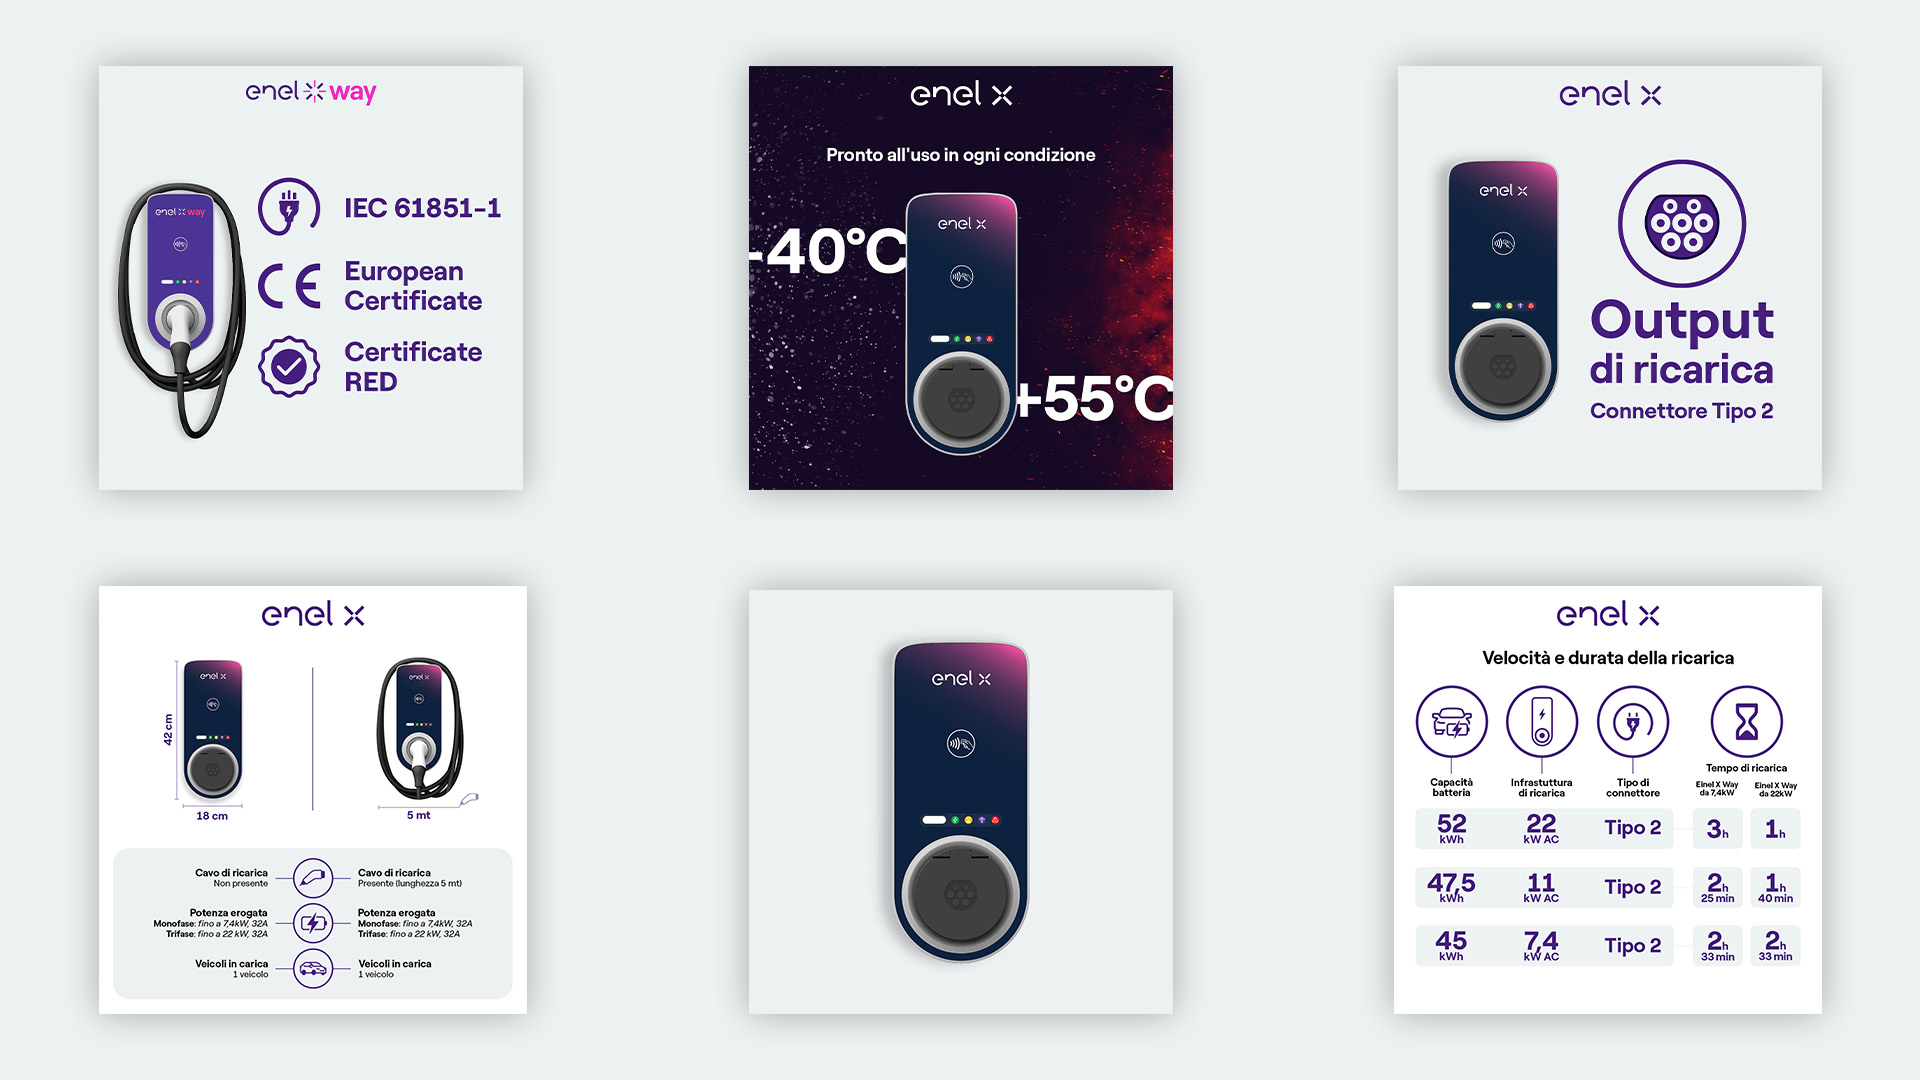 enel x way
enel x way
IEC 61851-1
CE
European
Certificate
Certificate
RED
enel x
Pronto all'uso in ogni condizione
enel x
-40°C
+55°C
enel x
enel x
Output
di ricarica
Connettore Tipo 2
enel x
enel x
42 cm
18 cm
enel x
5 mt
Cavo di ricarica
Non presente
Cavo di ricarica
Presente (lunghezza 5 mt)
Potenza erogata
Monofase: fino a 7,4kW, 32A
Trifase: fino a 22 kW, 32A
Potenza erogata
Monofase: fino a 7,4kW, 32A
Trifase: fino a 22 kW, 32A
Veicoli in carica
1 veicolo
Veicoli in carica
1 veicolo
enel x
enel x
Velocità e durata della ricarica
Capacità
batteria
Infrastuttura
di ricarica
Tipo di
connettore
Tempo di ricarica
Einel X Way
da 7,4kW
Einel X Way
da 22kW
52
kWh
22
kW AC
Tipo 2
3h
1h
47,5
kWh
11
kW AC
Tipo 2
2h
25 min
1h
40 min
45
kWh
7,4
kW AC
Tipo 2
2h
33 min
2h
33 min